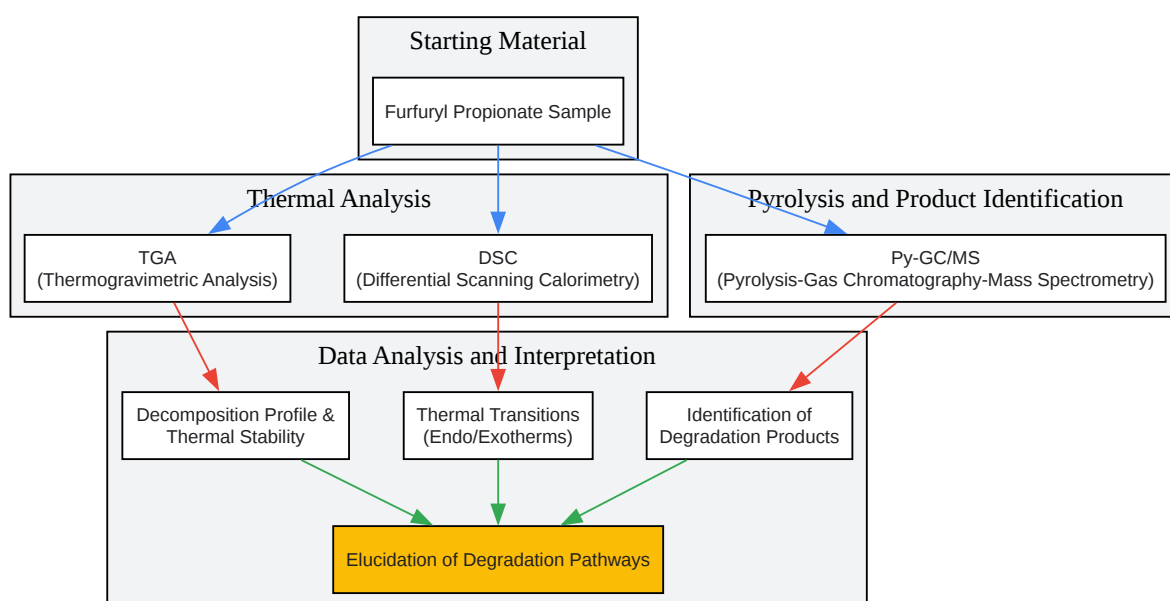 Starting Material
Furfuryl Propionate Sample
Thermal Analysis
Pyrolysis and Product Identification
TGA
(Thermogravimetric Analysis)
DSC
(Differential Scanning Calorimetry)
Py-GC/MS
(Pyrolysis-Gas Chromatography-Mass Spectrometry)
Data Analysis and Interpretation
Decomposition Profile &
Thermal Stability
Thermal Transitions
(Endo/Exotherms)
Identification of
Degradation Products
Elucidation of Degradation Pathways